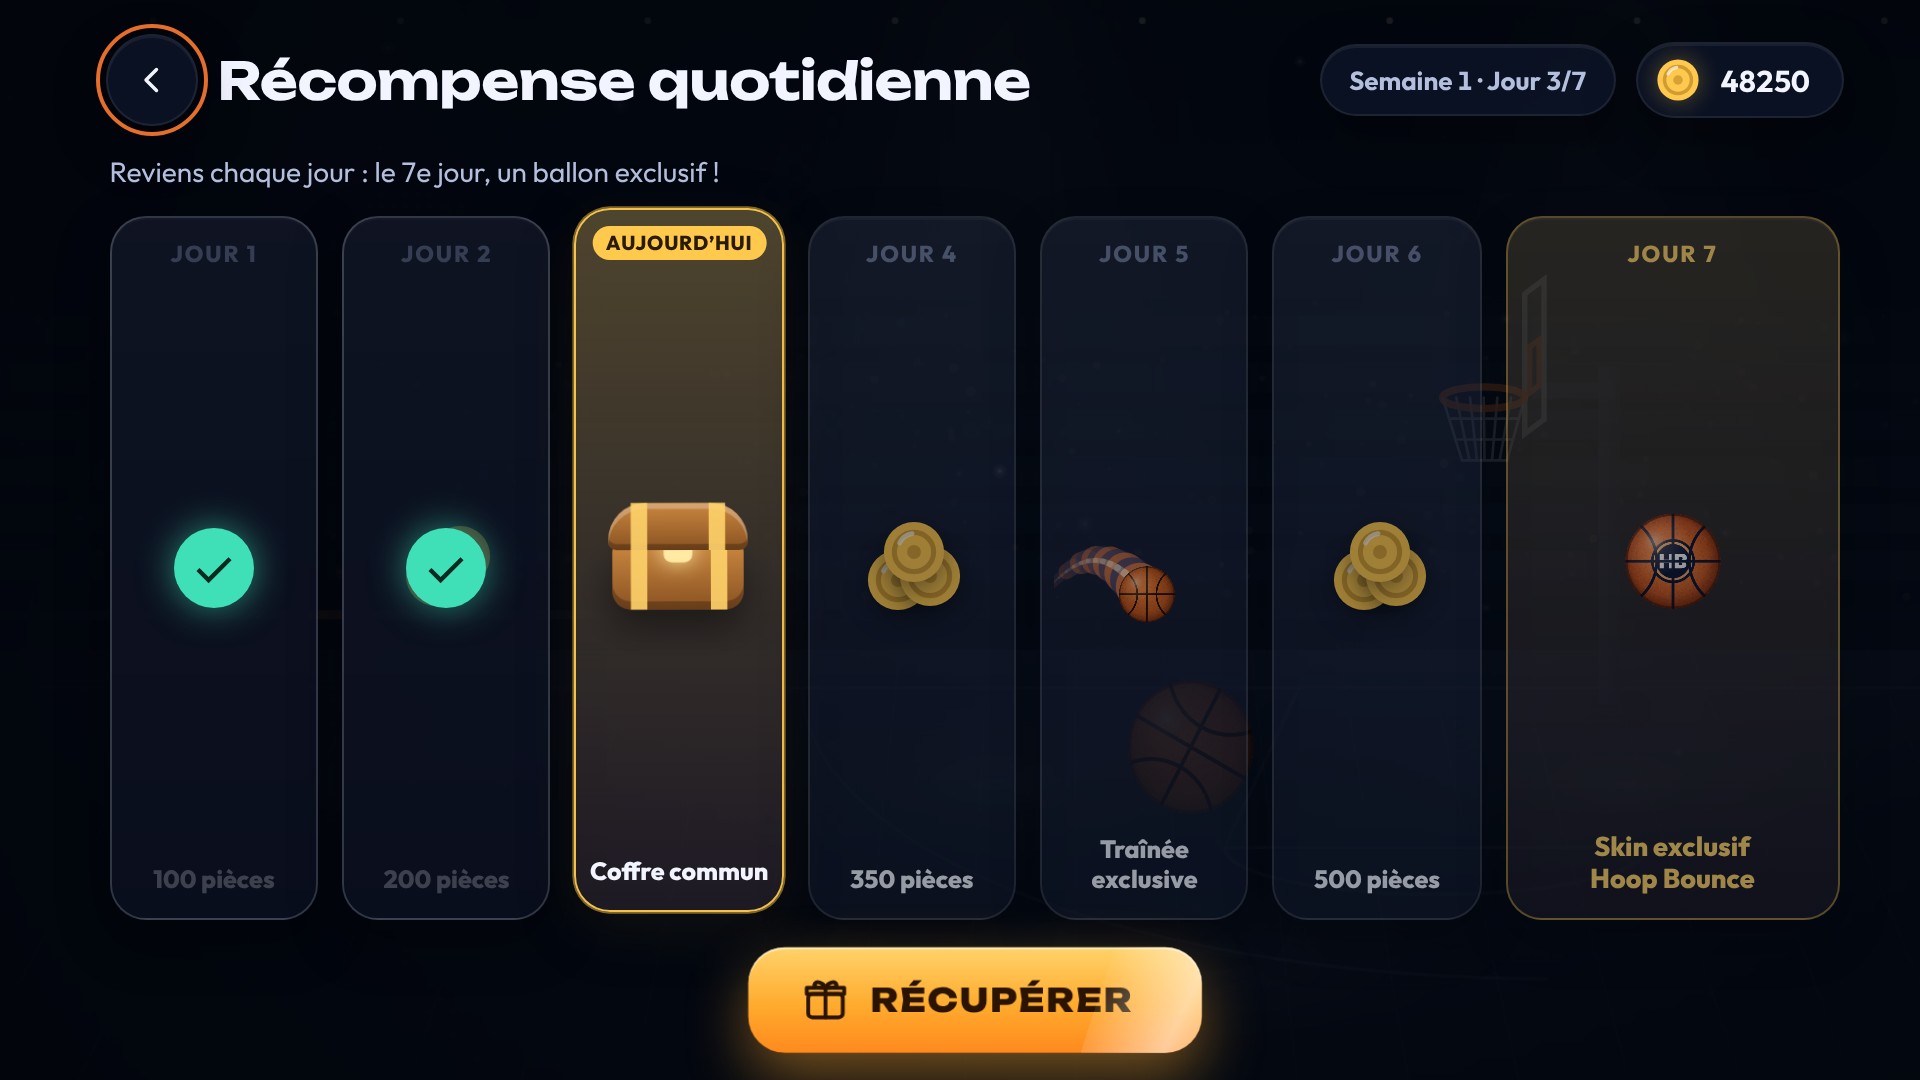 Récompense quotidienne
Semaine 1 · Jour 3/7
48250
Reviens chaque jour : le 7e jour, un ballon exclusif !
JOUR 1
100 pièces
JOUR 2
200 pièces
AUJOURD’HUI
Coffre commun
JOUR 4
350 pièces
JOUR 5
Traînée
exclusive
JOUR 6
500 pièces
JOUR 7
HB
Skin exclusif
Hoop Bounce
RÉCUPÉRER